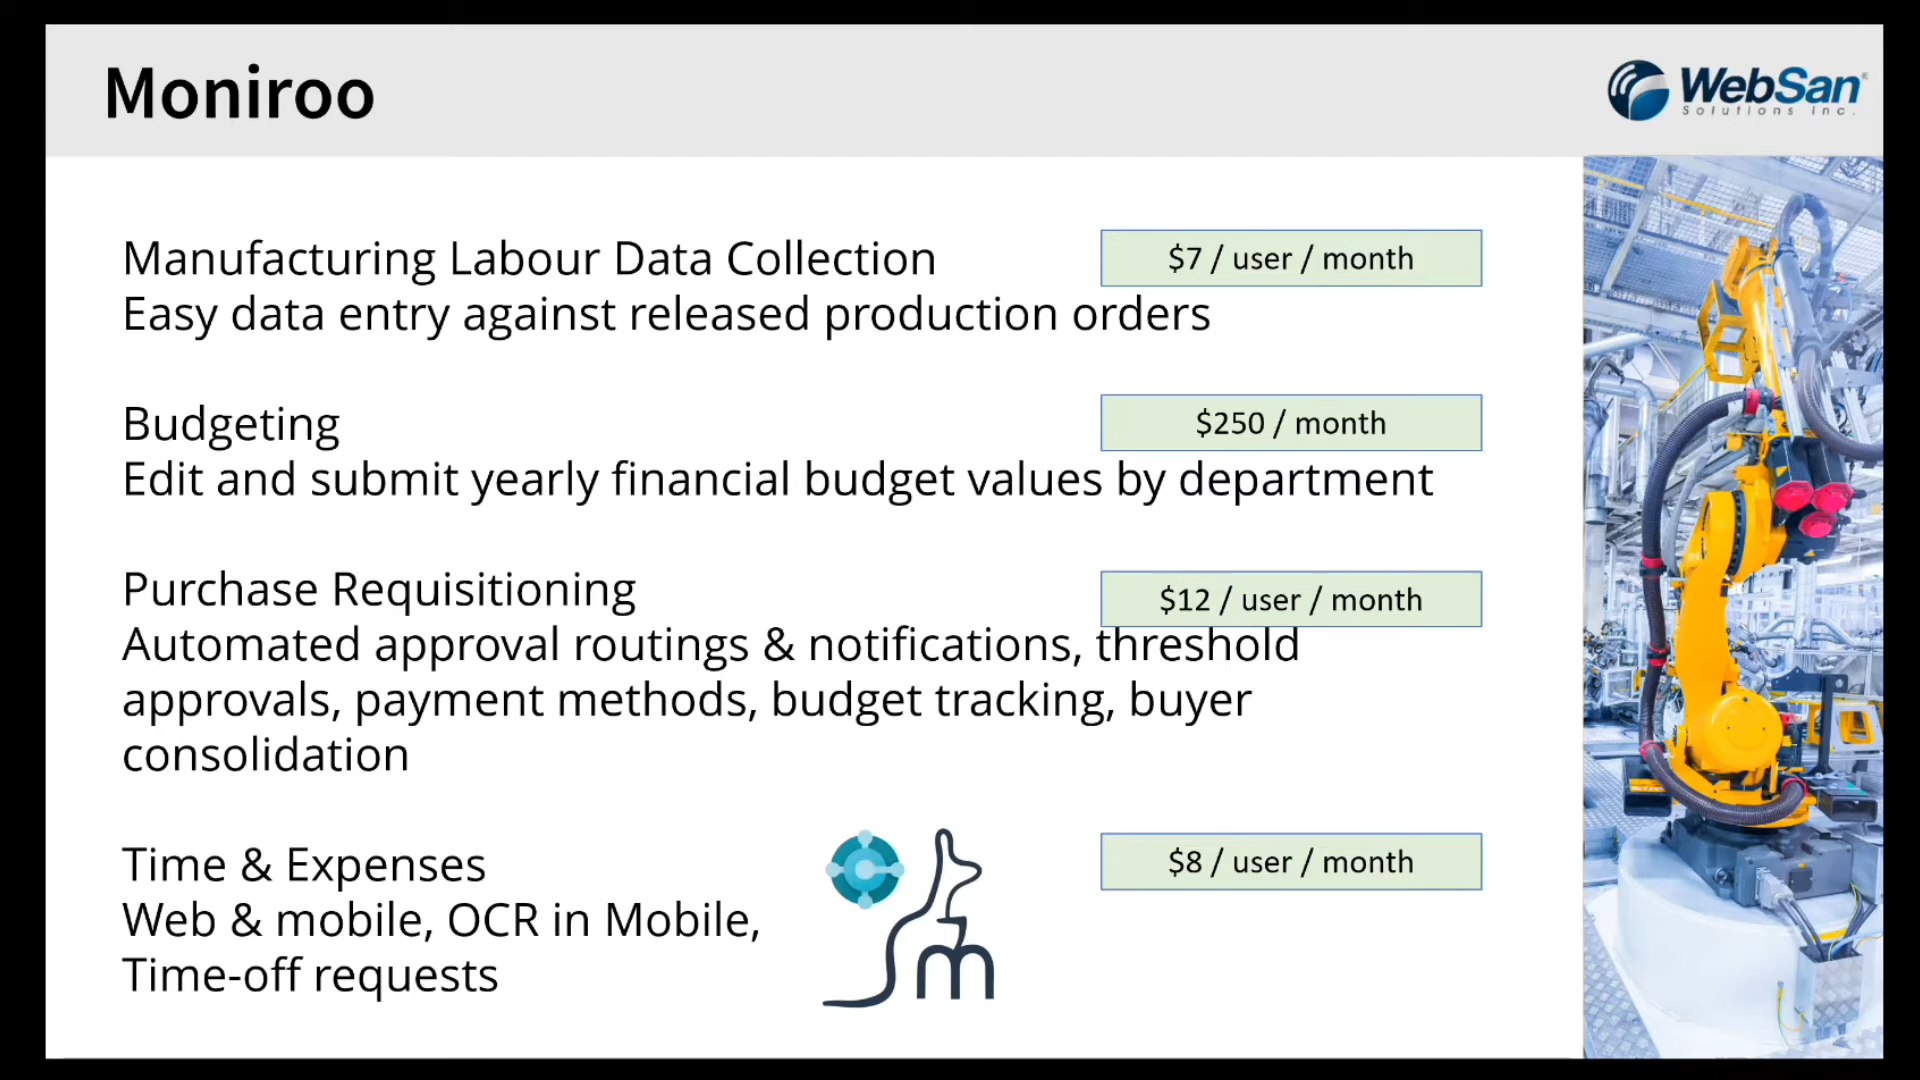 Moniroo
WebSan
Solutions Inc.
Manufacturing Labour Data Collection
$7 / user / month
Easy data entry against released production orders
Budgeting
$250 / month
Edit and submit yearly financial budget values by department
Purchase Requisitioning
$12 / user / month
Automated approval routings & notifications, threshold
approvals, payment methods, budget tracking, buyer
consolidation
Time & Expenses
$8 / user / month
Web & mobile, OCR in Mobile,
Time-off requests
m